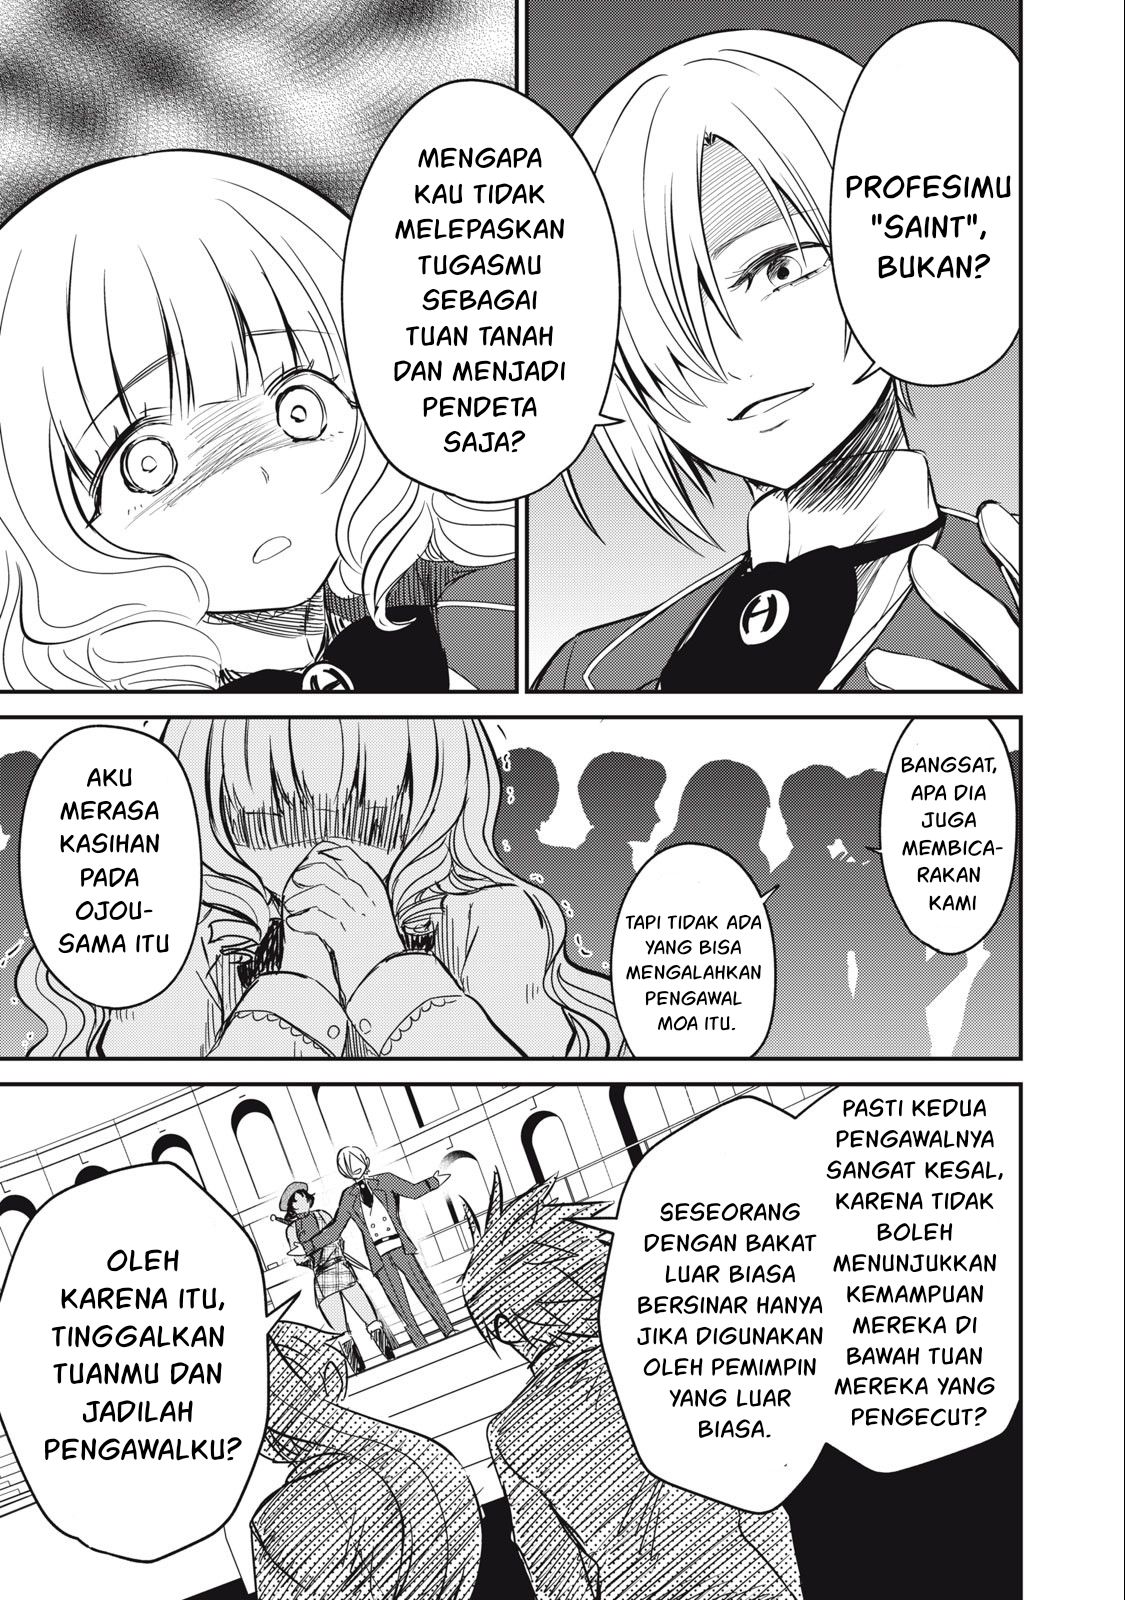 PROFESIMU
"SAINT",
BUKAN?
MENGAPA
KAU TIDAK
MELEPASKAN
TUGASMU
SEBAGAI
TUAN TANAH
DAN MENJADI
PENDETA
SAJA?
H
H
BANGSAT,
APA DIA
JUGA
MEMBICA-
RAKAN
KAMI
TAPI TIDAK ADA
YANG BISA
MENGALAHKAN
PENGAWAL
MOA ITU.
AKU
MERASA
KASIHAN
PADA
OJOU-
SAMA ITU
PASTI KEDUA
PENGAWALNYA
SANGAT KESAL,
KARENA TIDAK
BOLEH
MENUNJUKKAN
KEMAMPUAN
MEREKA DI
BAWAH TUAN
MEREKA YANG
PENGECUT?
SESEORANG
DENGAN BAKAT
LUAR BIASA
BERSINAR HANYA
JIKA DIGUNAKAN
OLEH PEMIMPIN
YANG LUAR
BIASA.
OLEH
KARENA ITU,
TINGGALKAN
TUANMU DAN
JADILAH
PENGAWALKU?